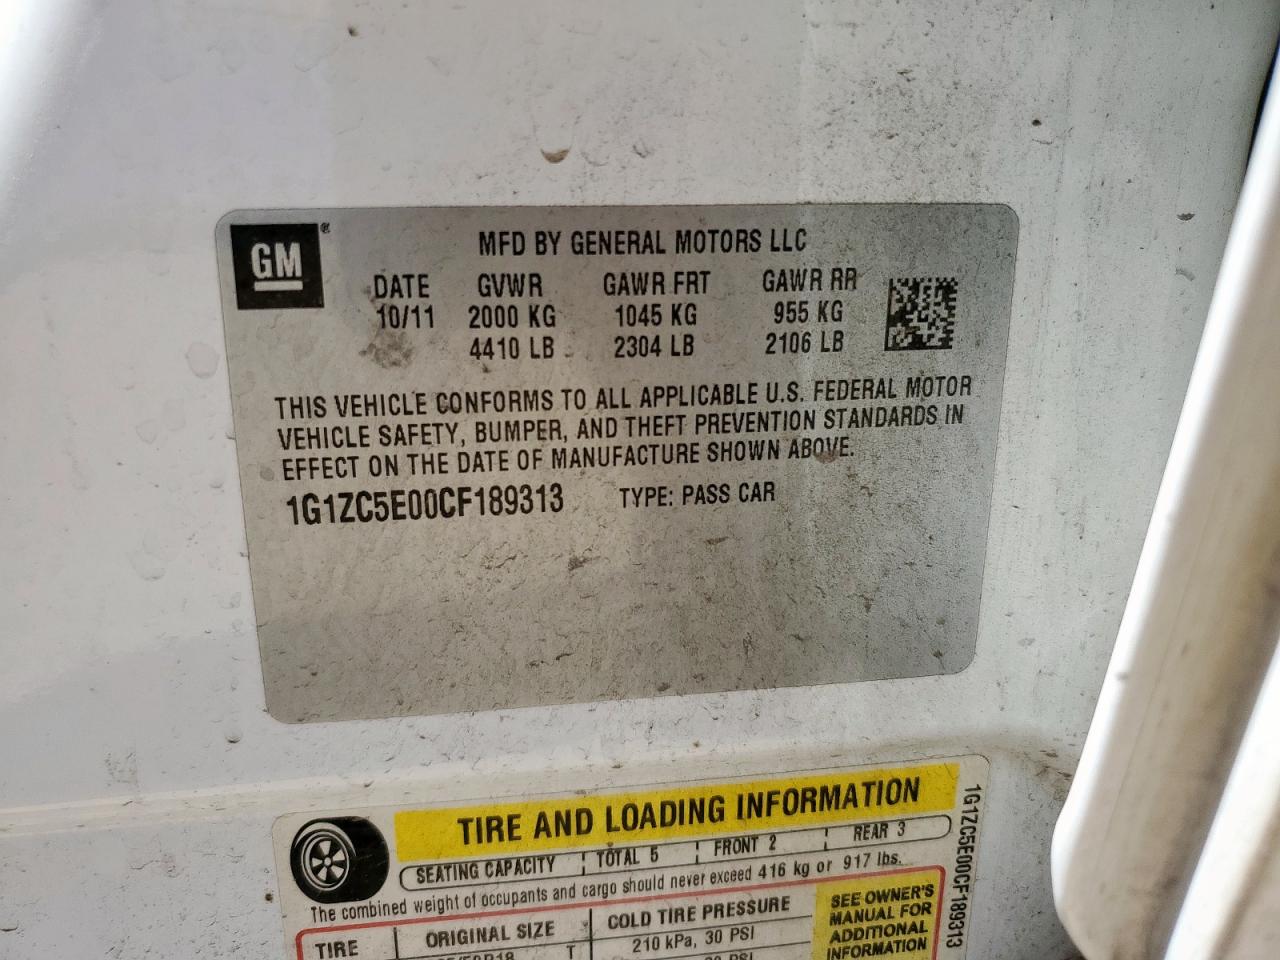 GM®
MFD BY GENERAL MOTORS LLC
DATE GVWR GAWR FRT GAWR RR
10/11 2000 KG 1045 KG 955 KG
4410 LB 2304 LB 2106 LB
THIS VEHICLE CONFORMS TO ALL APPLICABLE U.S. FEDERAL MOTOR
VEHICLE SAFETY, BUMPER, AND THEFT PREVENTION STANDARDS IN
EFFECT ON THE DATE OF MANUFACTURE SHOWN ABOVE.
1G1ZC5E00CF189313 TYPE: PASS CAR
TIRE AND LOADING INFORMATION
SEATING CAPACITY TOTAL 5 FRONT 2 REAR 3
The combined weight of occupants and cargo should never exceed 416 kg or 917 lbs.
TIRE ORIGINAL SIZE COLD TIRE PRESSURE
210 kPa, 30 PSI
SEE OWNER'S
MANUAL FOR
ADDITIONAL
INFORMATION
1G1ZC5E00CF189313